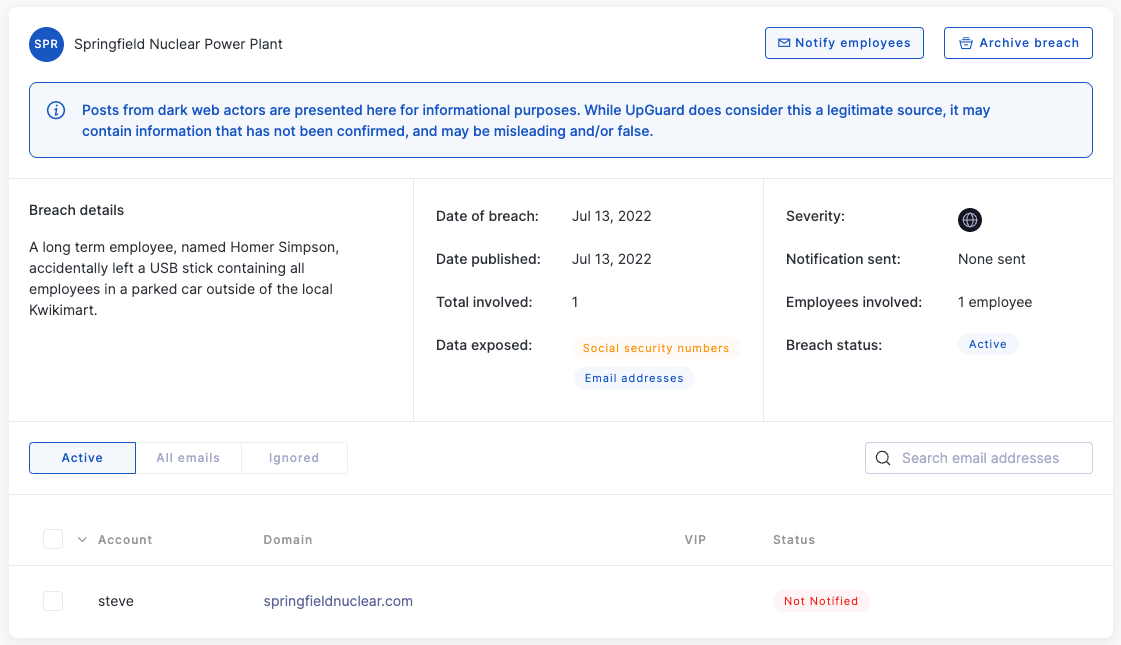 SPR Springfield Nuclear Power Plant
Notify employees
Archive breach
Posts from dark web actors are presented here for informational purposes. While UpGuard does consider this a legitimate source, it may
contain information that has not been confirmed, and may be misleading and/or false.
Breach details
A long term employee, named Homer Simpson,
accidentally left a USB stick containing all
employees in a parked car outside of the local
Kwikimart.
Date of breach: Jul 13, 2022
Date published: Jul 13, 2022
Total involved: 1
Data exposed: Social security numbers
Email addresses
Severity:
Notification sent: None sent
Employees involved: 1 employee
Breach status: Active
Active All emails Ignored
Search email addresses
Account Domain VIP Status
steve springfieldnuclear.com Not Notified